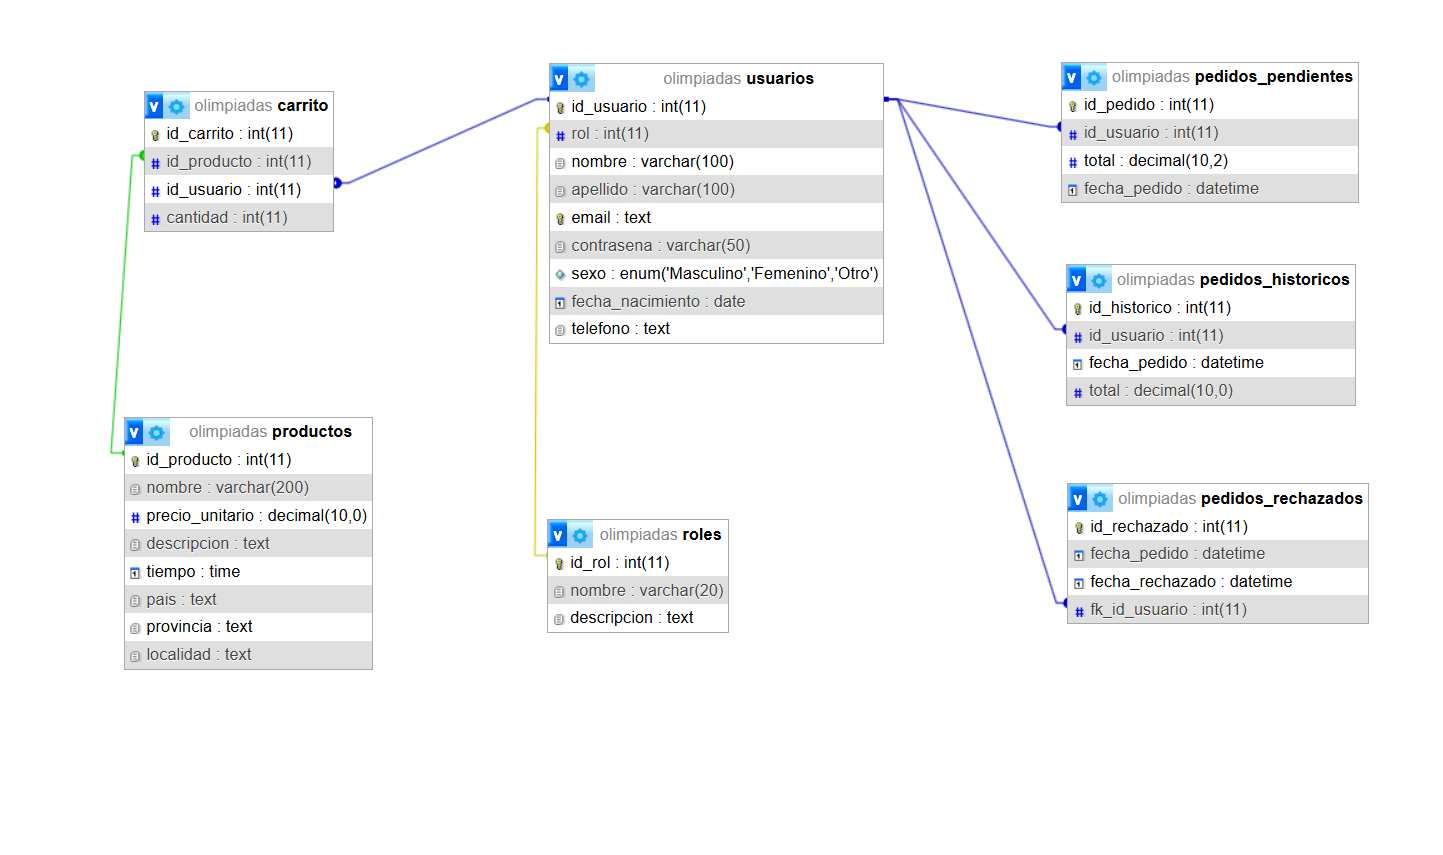 olimpiadas carrito
id_carrito : int(11)
id_producto : int(11)
id_usuario : int(11)
cantidad : int(11)
olimpiadas productos
id_producto : int(11)
nombre : varchar(200)
precio_unitario : decimal(10,0)
descripcion : text
tiempo : time
pais : text
provincia : text
localidad : text
olimpiadas usuarios
id_usuario : int(11)
rol : int(11)
nombre : varchar(100)
apellido : varchar(100)
email : text
contrasena : varchar(50)
sexo : enum('Masculino','Femenino','Otro')
fecha_nacimiento : date
telefono : text
olimpiadas roles
id_rol : int(11)
nombre : varchar(20)
descripcion : text
olimpiadas pedidos_pendientes
id_pedido : int(11)
id_usuario : int(11)
total : decimal(10,2)
fecha_pedido : datetime
olimpiadas pedidos_historicos
id_historico : int(11)
id_usuario : int(11)
fecha_pedido : datetime
total : decimal(10,0)
olimpiadas pedidos_rechazados
id_rechazado : int(11)
fecha_pedido : datetime
fecha_rechazado : datetime
fk_id_usuario : int(11)